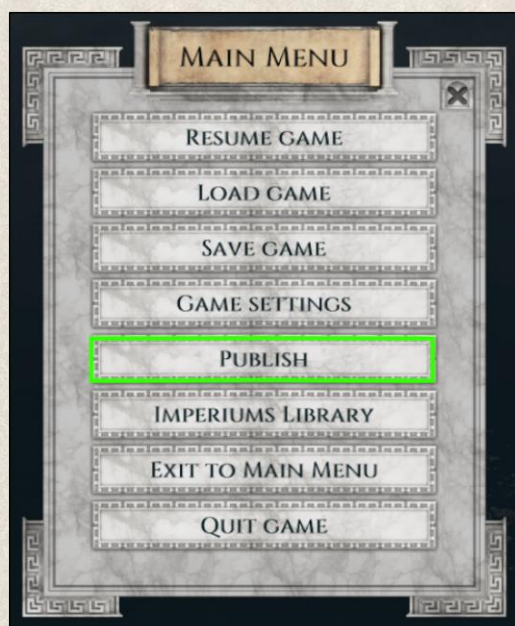 Main Menu
Resume game
Load game
Save game
Game settings
Publish
Imperiums Library
Exit to Main Menu
Quit game